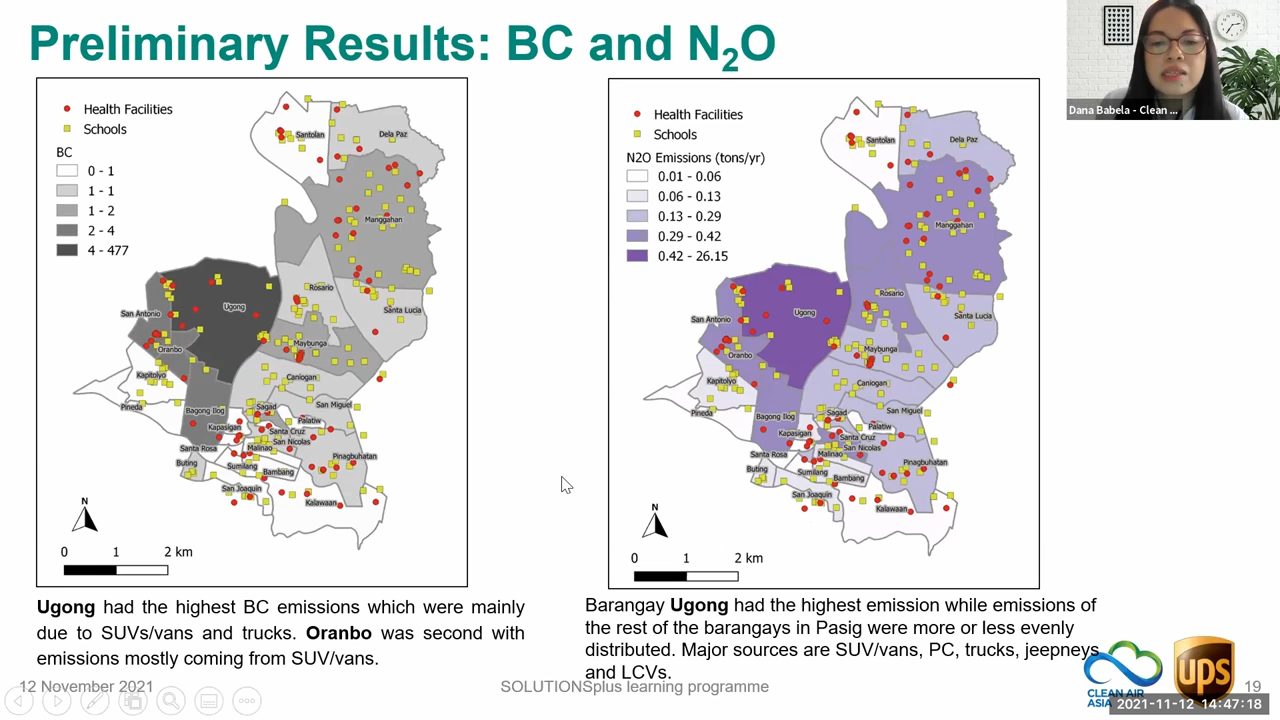 Preliminary Results: BC and N2O
Dana Babela - Clean ...
Health Facilities
Schools
BC
0 - 1
1 - 1
1 - 2
2 - 4
4 - 477
Santolan
Dela Paz
Manggahan
Rosario
Ugong
Santa Lucia
San Antonio
Oranbo
Maybunga
Kapitolyo
Caniogan
Pineda
Bagong Ilog
Sagad
San Miguel
Kapasigan
Palatiw
Santa Cruz
San Nicolas
Santa Rosa
Malinao
Pinagbuhatan
Buting
Sumilang
Bambang
San Joaquin
Kalawaan
N
0 1 2 km
Health Facilities
Schools
N2O Emissions (tons/yr)
0.01 - 0.06
0.06 - 0.13
0.13 - 0.29
0.29 - 0.42
0.42 - 26.15
Santolan
Dela Paz
Manggahan
Rosario
Ugong
Santa Lucia
San Antonio
Oranbo
Maybunga
Kapitolyo
Caniogan
Pineda
Bagong Ilog
Sagad
San Miguel
Kapasigan
Palatiw
Santa Cruz
San Nicolas
Santa Rosa
Malinao
Pinagbuhatan
Buting
Sumilang
Bambang
San Joaquin
Kalawaan
N
0 1 2 km
Ugong had the highest BC emissions which were mainly
due to SUVs/vans and trucks. Oranbo was second with
emissions mostly coming from SUV/vans.
Barangay Ugong had the highest emission while emissions of
the rest of the barangays in Pasig were more or less evenly
distributed. Major sources are SUV/vans, PC, trucks, jeepneys
and LCVs.
CLEAN AIR
ASIA
ups
12 November 2021
SOLUTIONSplus learning programme
19
2021-11-12 14:47:18